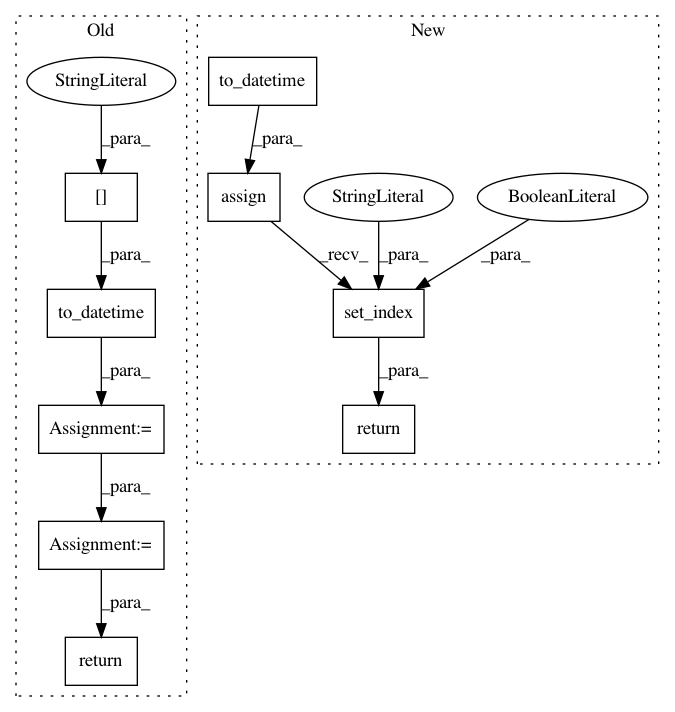 Old
StringLiteral
_para_
[]
_para_
to_datetime
_para_
Assignment:=
_para_
Assignment:=
_para_
return
New
to_datetime
_para_
assign
StringLiteral
BooleanLiteral
_recv_
_para_
_para_
set_index
_para_
return